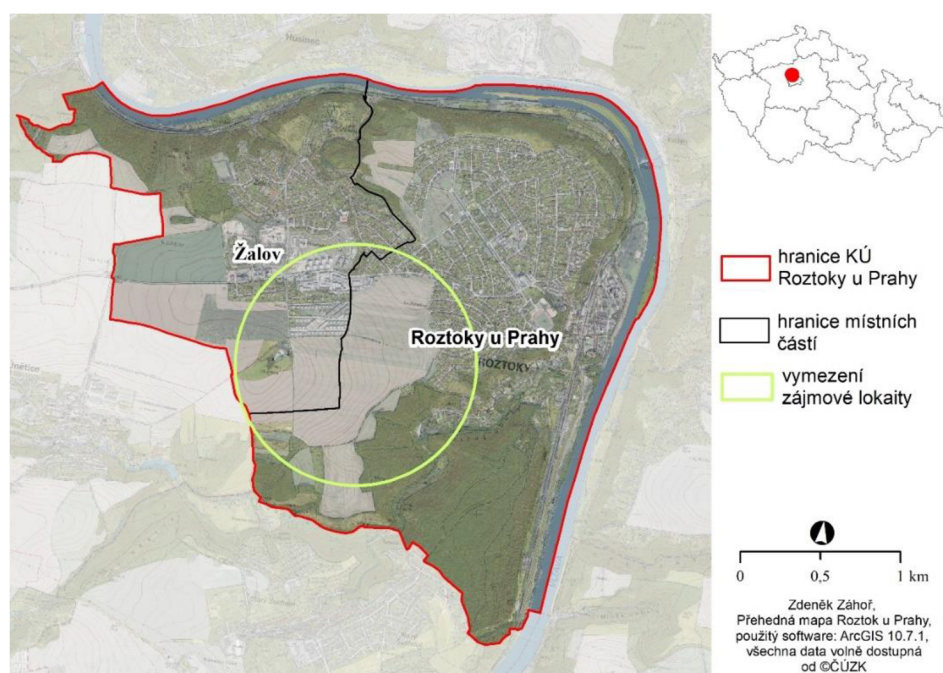 Husinec
Žalov
Roztoky u Prahy
ROZTOKY
hranice KÚ
Roztoky u Prahy
hranice místních
částí
vymezení
zájmové lokaity
0 0,5 1 km
Zdeněk Záhoř,
Přehedná mapa Roztok u Prahy,
použitý software: ArcGIS 10.7.1,
všechna data volně dostupná
od ©ČÚZK